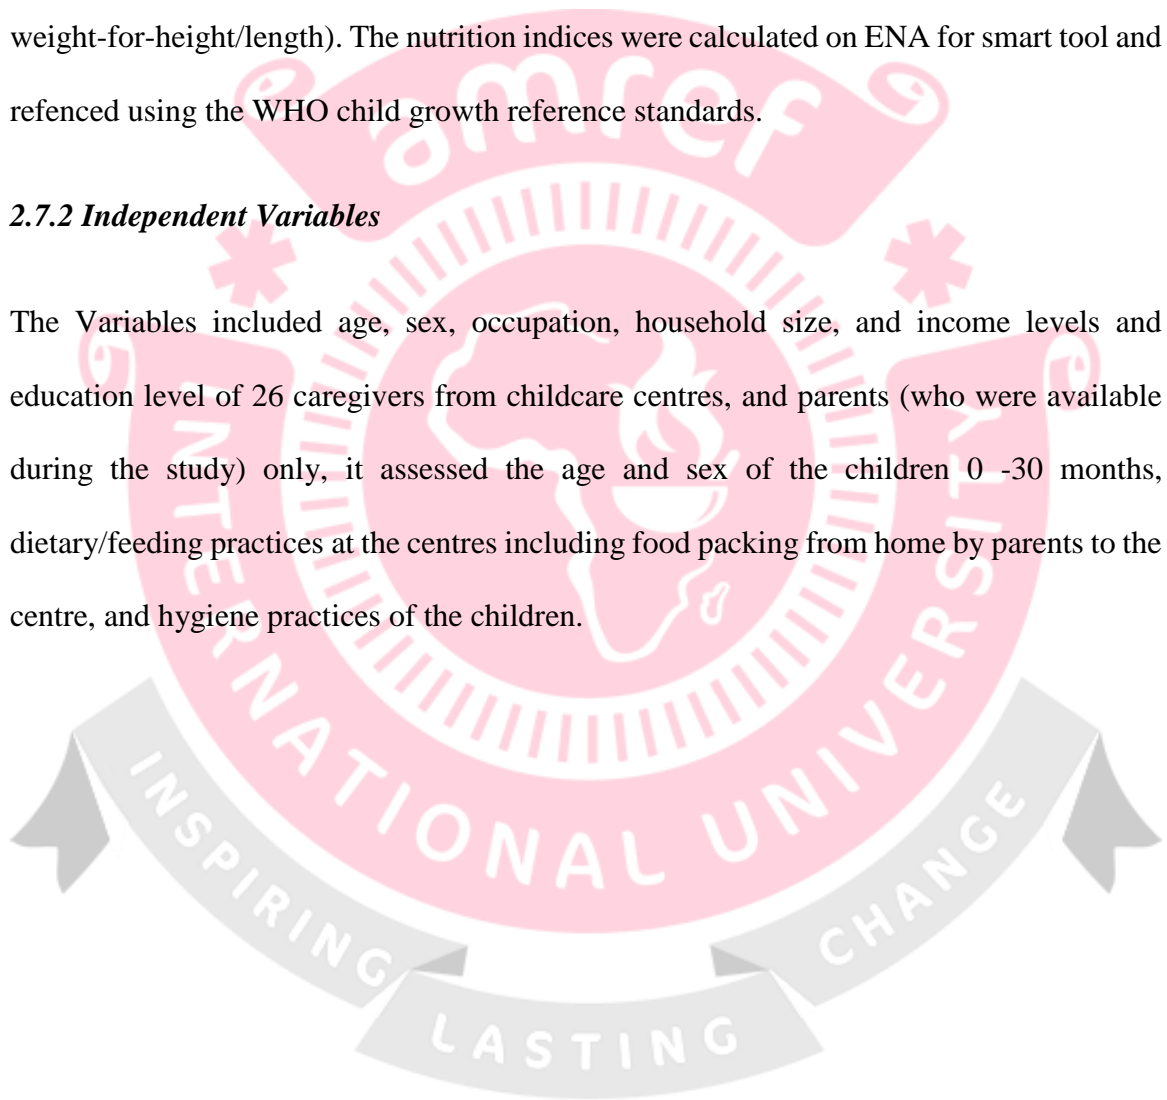 weight-for-height/length). The nutrition indices were calculated on ENA for smart tool and
refenced using the WHO child growth reference standards.
2.7.2 Independent Variables
The Variables included age, sex, occupation, household size, and income levels and
education level of 26 caregivers from childcare centres, and parents (who were available
during the study) only, it assessed the age and sex of the children 0 -30 months,
dietary/feeding practices at the centres including food packing from home by parents to the
centre, and hygiene practices of the children.
amref
INTERNATIONAL UNIVERSITY
INSPIRING
LASTING
CHANGE